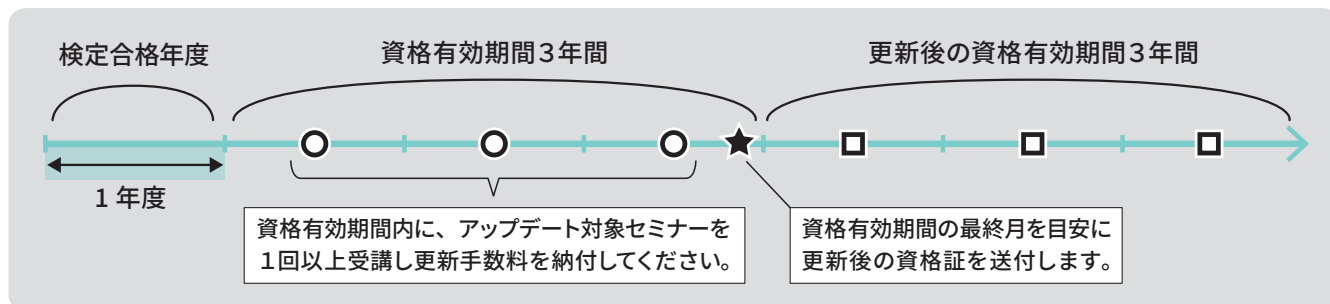 検定合格年度
資格有効期間3年間
更新後の資格有効期間3年間
1年度
資格有効期間内に、アップデート対象セミナーを
1回以上受講し更新手数料を納付してください。
資格有効期間の最終月を目安に
更新後の資格証を送付します。